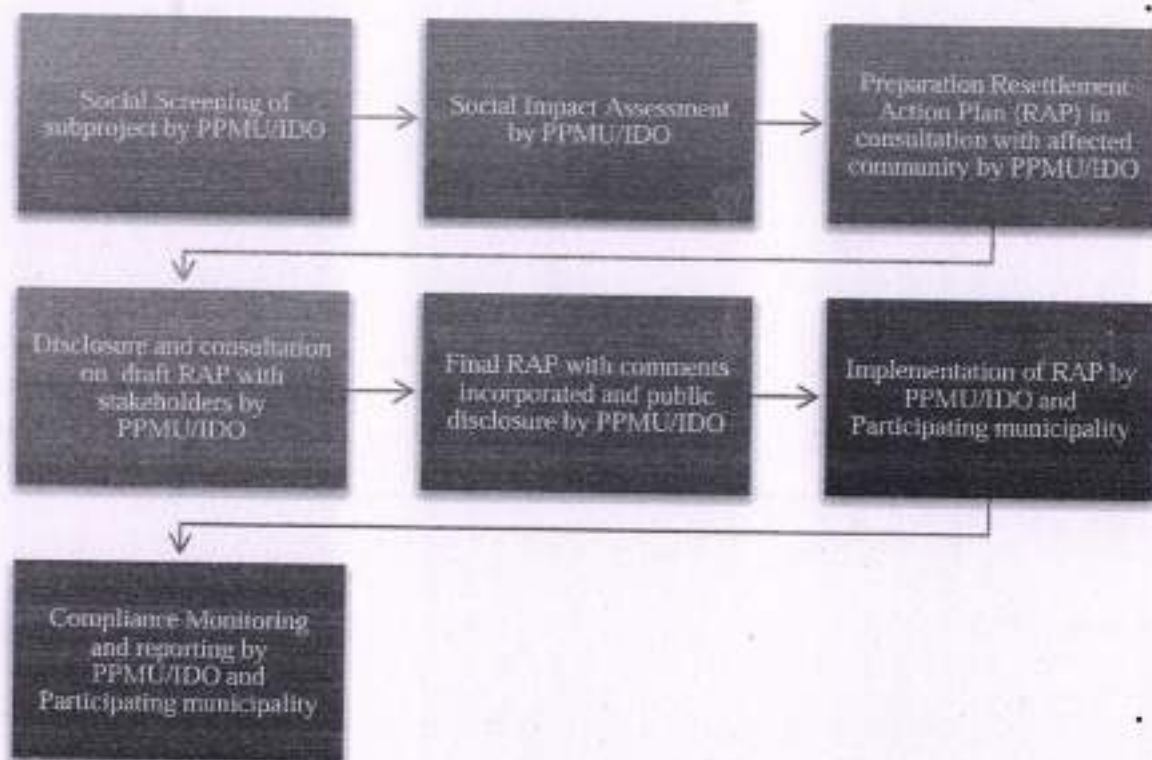 Social Screening of
subproject by PPMU/IDO
Social Impact Assessment
by PPMU/IDO
Preparation Resettlement
Action Plan (RAP) in
consultation with affected
community by PPMU/IDO
Disclosure and consultation
on draft RAP with
stakeholders by
PPMU/IDO
Final RAP with comments
incorporated and public
disclosure by PPMU/IDO
Implementation of RAP by
PPMU/IDO and
Participating municipality
Compliance Monitoring
and reporting by
PPMU/IDO and
Participating municipality